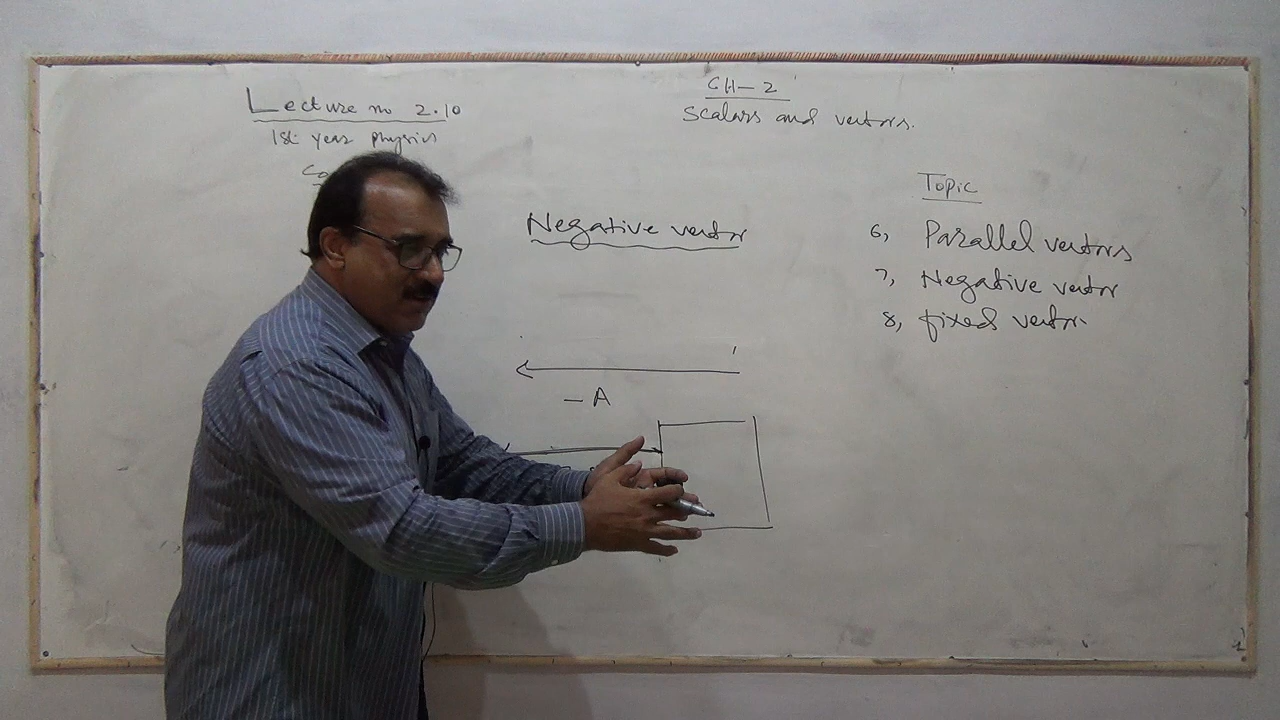 Lecture no 2.10
1st year physics
CH-2
Scalars and vectors.
Negative vector
- A
Topic
6, Parallel vectors
7, Negative vector
8, fixed vector.